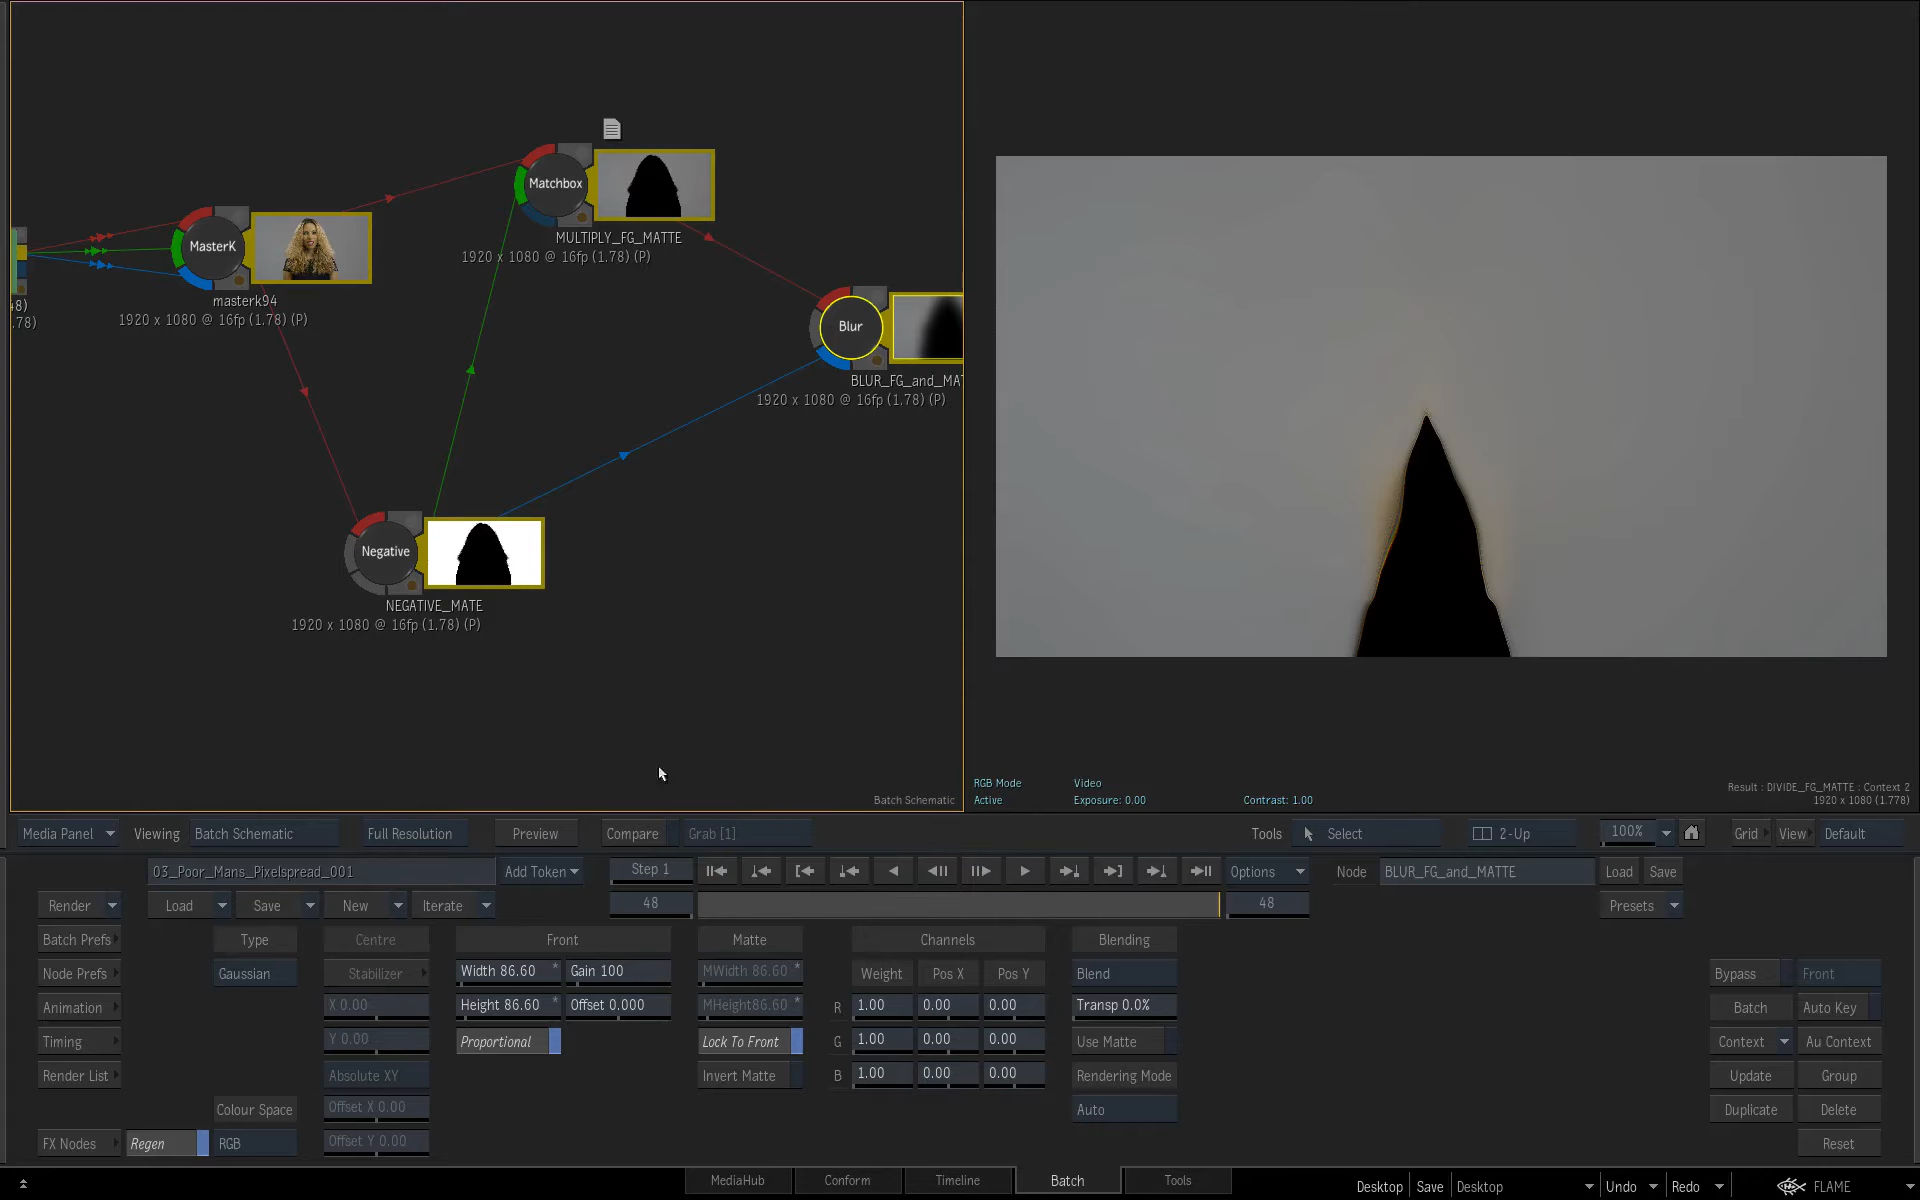 Matchbox
MULTIPLY_FG_MATTE
1920 x 1080 @ 16fp (1.78) (P)
MasterK
masterk94
1920 x 1080 @ 16fp (1.78) (P)
48)
.78)
Blur
BLUR_FG_and_MAT
1920 x 1080 @ 16fp (1.78) (P)
Negative
NEGATIVE_MATE
1920 x 1080 @ 16fp (1.78) (P)
Batch Schematic
RGB Mode Video
Active Exposure: 0.00 Contrast: 1.00
Result : DIVIDE_FG_MATTE : Context 2
1920 x 1080 (1.778)
Media Panel Viewing Batch Schematic Full Resolution Preview Compare Grab [1] Tools Select 2-Up 100% Grid View Default
03_Poor_Mans_Pixelspread_001 Add Token Step 1 Options Node BLUR_FG_and_MATTE Load Save
Render Load Save New Iterate 48 48 Presets
Batch Prefs Type Centre Front Matte Channels Blending
Node Prefs Gaussian Stabilizer Width 86.60 * Gain 100 MWidth 86.60 * Weight Pos X Pos Y Blend Bypass Front
Animation X 0.00 Height 86.60 * Offset 0.000 MHeight86.60 * R 1.00 0.00 0.00 Transp 0.0% Batch Auto Key
Timing Y 0.00 Proportional Lock To Front G 1.00 0.00 0.00 Use Matte Context Au Context
Render List Absolute XY Invert Matte B 1.00 0.00 0.00 Rendering Mode Update Group
Colour Space Offset X 0.00 Auto Duplicate Delete
FX Nodes Regen RGB Offset Y 0.00 Reset
MediaHub Conform Timeline Batch Tools Desktop Save Desktop Undo Redo FLAME